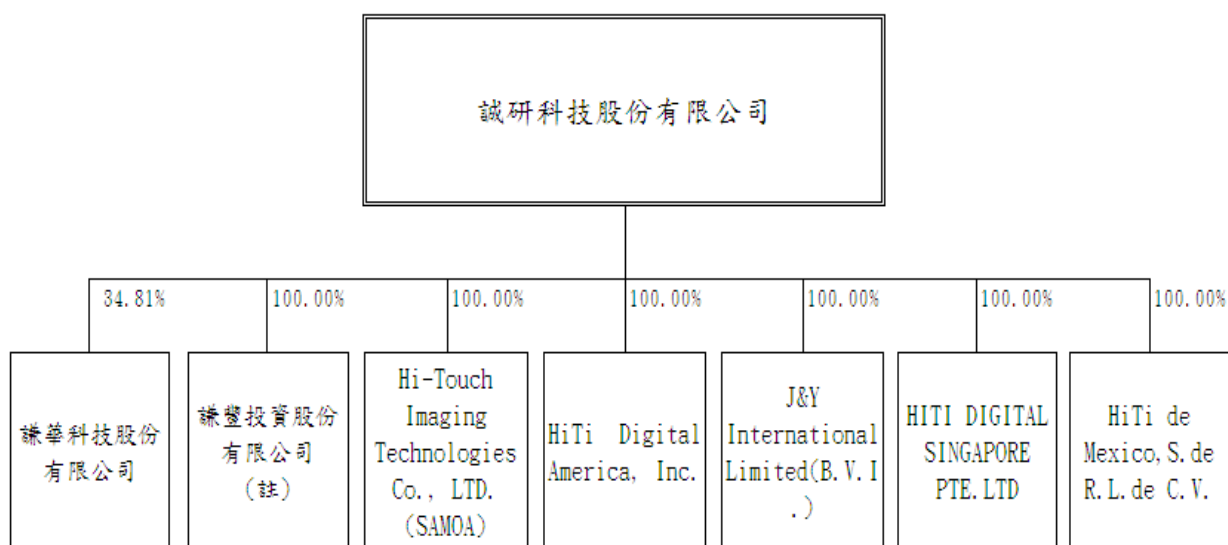 誠研科技股份有限公司
34.81%
100.00%
100.00%
100.00%
100.00%
100.00%
100.00%
謙華科技股份
有限公司
謙豐投資股份
有限公司
(註)
Hi-Touch
Imaging
Technologies
Co., LTD.
(SAMOA)
HiTi Digital
America, Inc.
J&Y
International
Limited(B.V.I
.)
HITI DIGITAL
SINGAPORE
PTE.LTD
HiTi de
Mexico,S.de
R.L.de C.V.